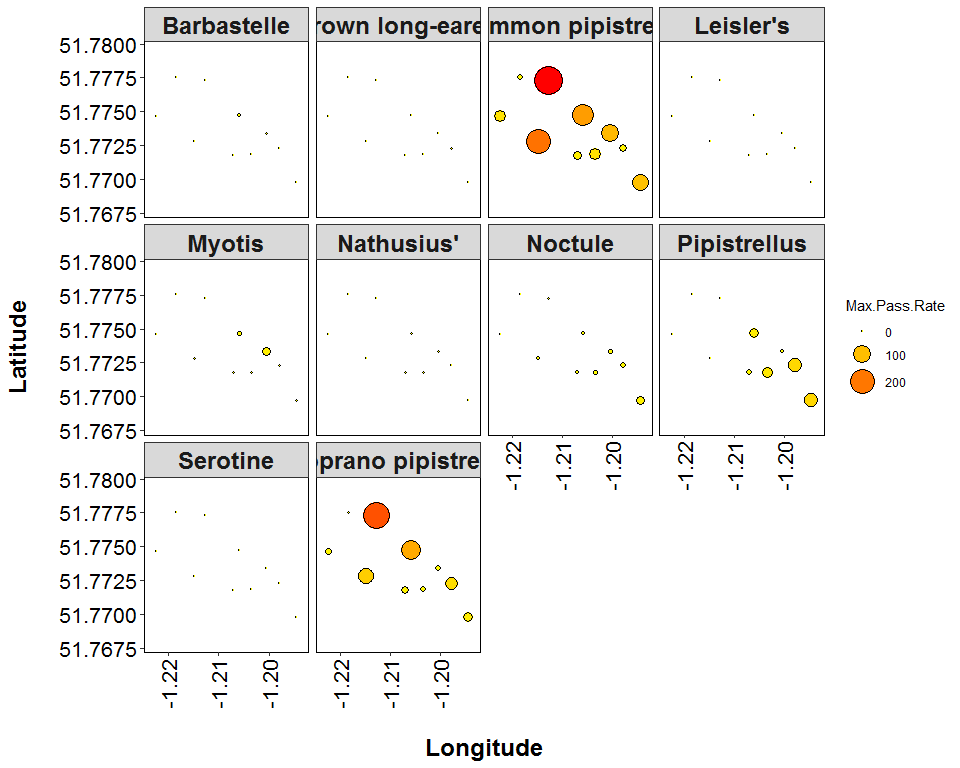 Barbastelle
rown long-eare
mmon pipistre
Leisler's
51.7800
51.7775
51.7750
51.7725
51.7700
51.7675
Myotis
Nathusius'
Noctule
Pipistrellus
51.7800
51.7775
51.7750
51.7725
51.7700
51.7675
-1.22
-1.21
-1.20
-1.22
-1.21
-1.20
Serotine
oprano pipistre
51.7800
51.7775
51.7750
51.7725
51.7700
51.7675
-1.22
-1.21
-1.20
-1.22
-1.21
-1.20
Latitude
Longitude
Max.Pass.Rate
0
100
200